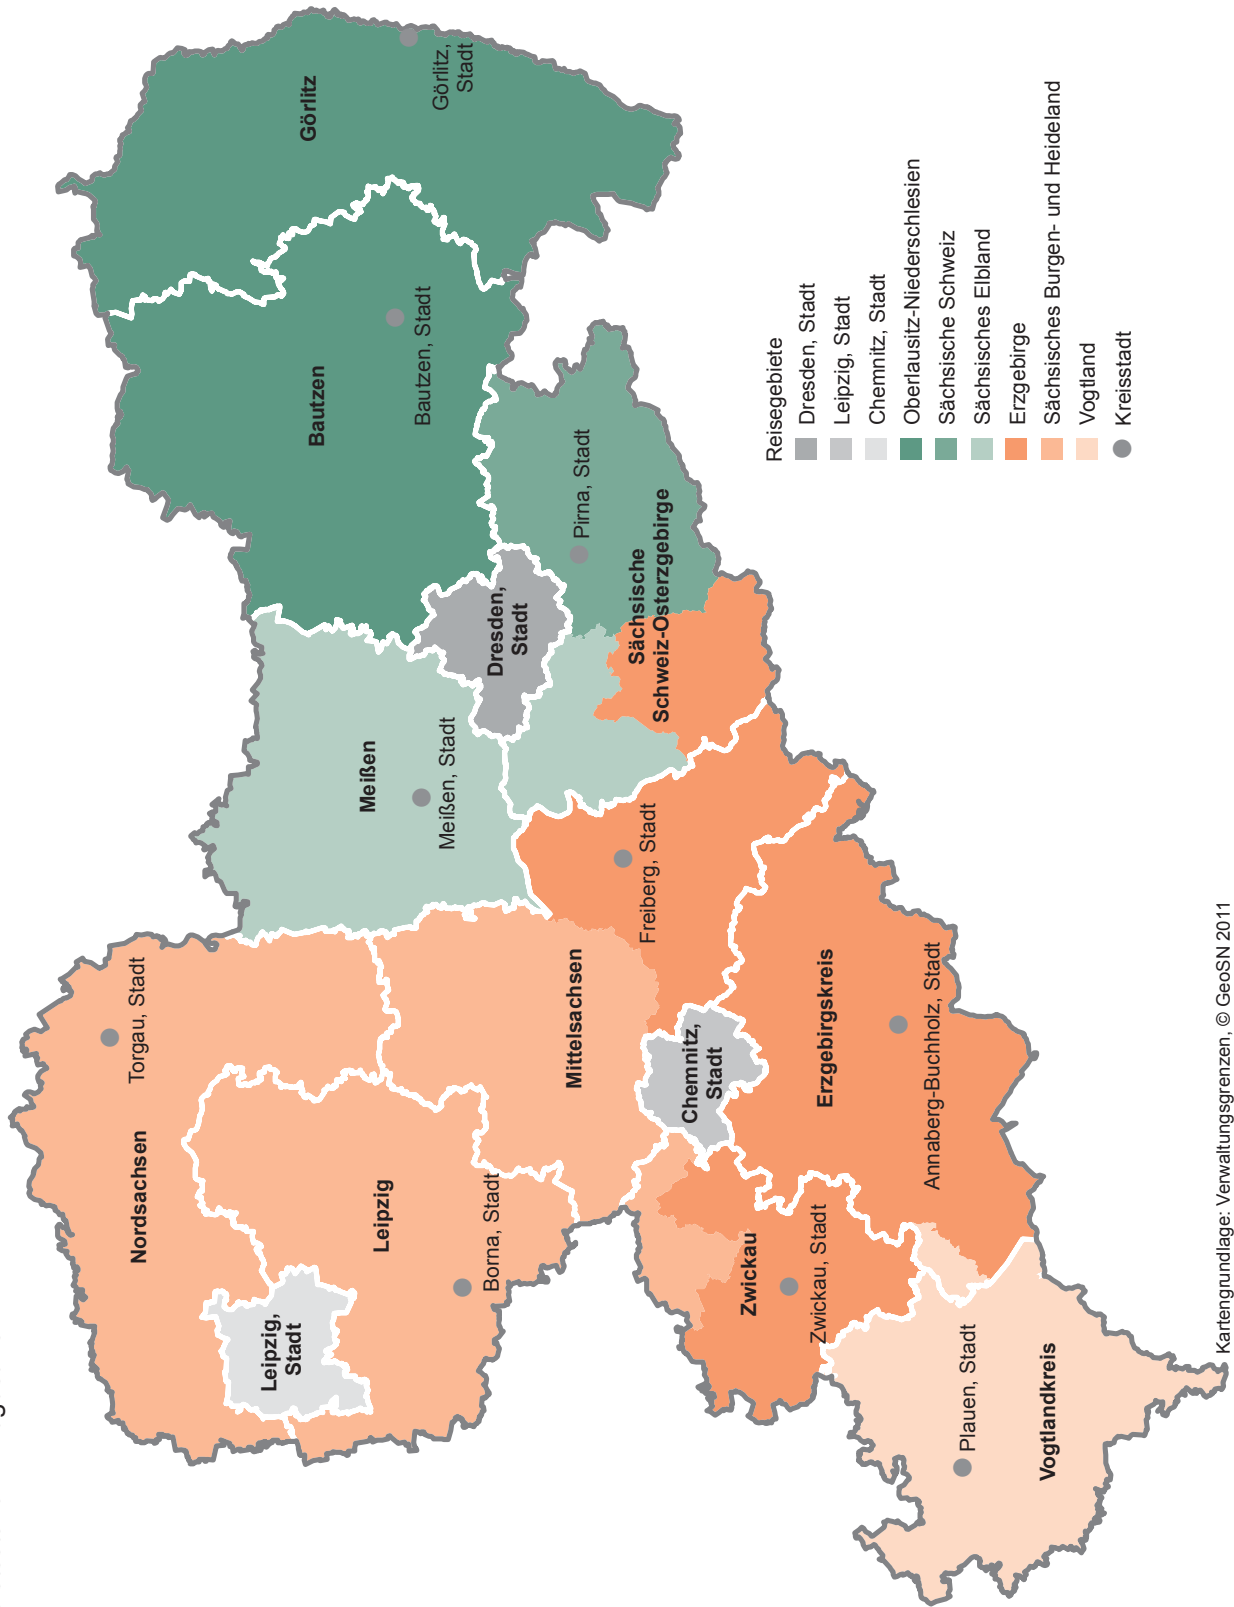 Nordsachsen
Torgau, Stadt
Leipzig,
Stadt
Leipzig
Borna, Stadt
Meißen
Meißen, Stadt
Bautzen
Bautzen, Stadt
Görlitz
Görlitz,
Stadt
Dresden,
Stadt
Pirna, Stadt
Sächsische
Schweiz-Osterzgebirge
Mittelsachsen
Freiberg, Stadt
Chemnitz,
Stadt
Zwickau
Zwickau, Stadt
Erzgebirgskreis
Annaberg-Buchholz, Stadt
Plauen, Stadt
Vogtlandkreis
Reisegebiete
Dresden, Stadt
Leipzig, Stadt
Chemnitz, Stadt
Oberlausitz-Niederschlesien
Sächsische Schweiz
Sächsisches Elbland
Erzgebirge
Sächsisches Burgen- und Heideland
Vogtland
Kreisstadt
Kartengrundlage: Verwaltungsgrenzen, © GeoSN 2011